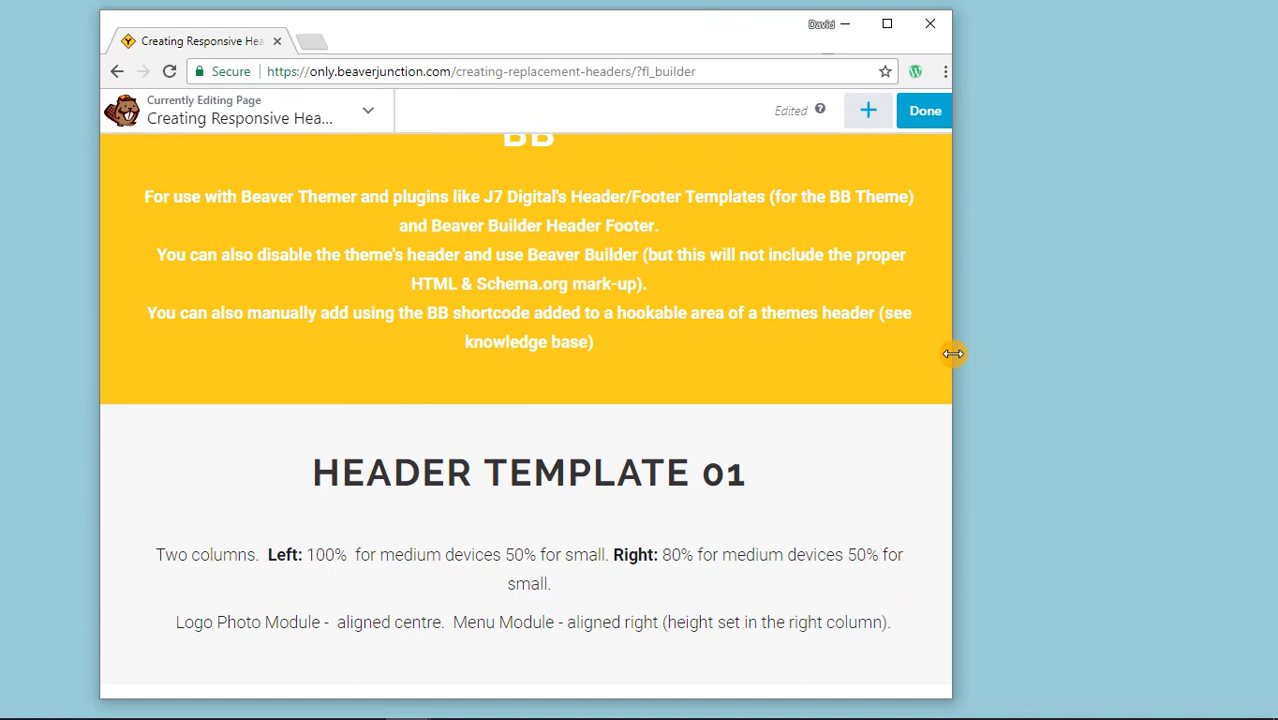 David
Creating Responsive Hea
Secure
https://only.beaverjunction.com/creating-replacement-headers/?fl_builder
Currently Editing Page
Creating Responsive Hea...
Edited
Done
BB
For use with Beaver Themer and plugins like J7 Digital's Header/Footer Templates (for the BB Theme)
and Beaver Builder Header Footer.
You can also disable the theme's header and use Beaver Builder (but this will not include the proper
HTML & Schema.org mark-up).
You can also manually add using the BB shortcode added to a hookable area of a themes header (see
knowledge base)
HEADER TEMPLATE 01
Two columns. Left: 100% for medium devices 50% for small. Right: 80% for medium devices 50% for
small.
Logo Photo Module - aligned centre. Menu Module - aligned right (height set in the right column).